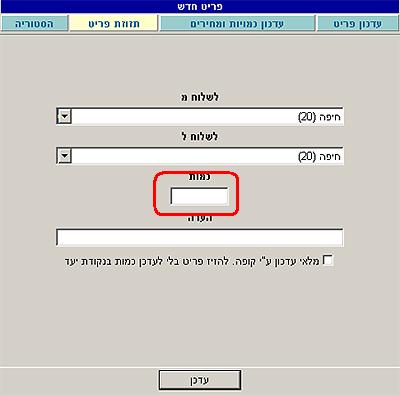 פריט חדש
עדכון פריט
עדכון כמויות ומחירים
תזוזת פריט
הסטוריה
לשלוח מ
חיפה (20)
לשלוח ל
חיפה (20)
כמות
הערה
מלאי עדכון ע"י קופה. להזיז פריט בלי לעדכן כמות בנקודת יעד
עדכן